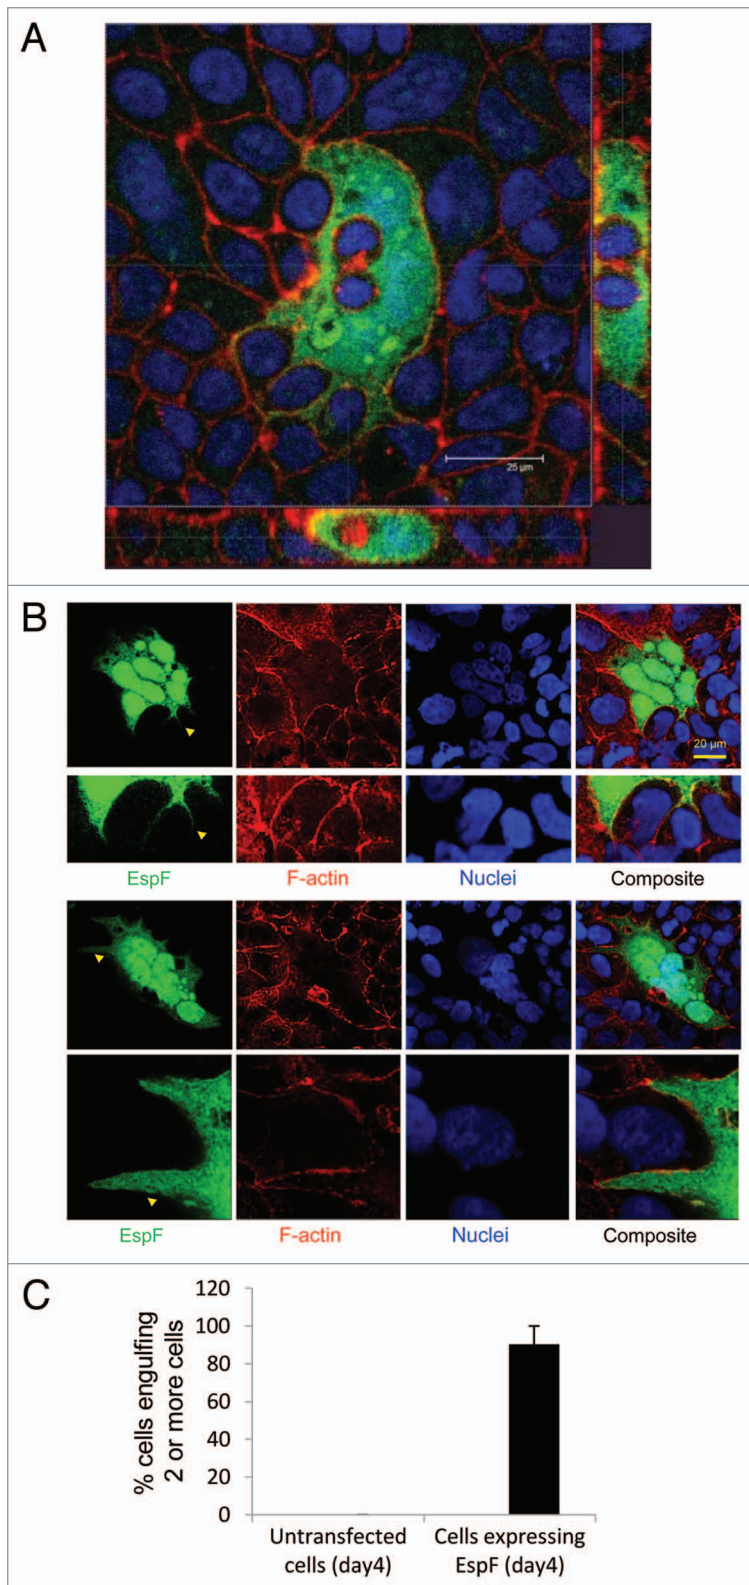 A
25 µm
B
20 µm
EspF F-actin Nuclei Composite
EspF F-actin Nuclei Composite
C
% cells engulfing
2 or more cells
120
100
80
60
40
20
0
Untransfected
cells (day4)
Cells expressing
EspF (day4)